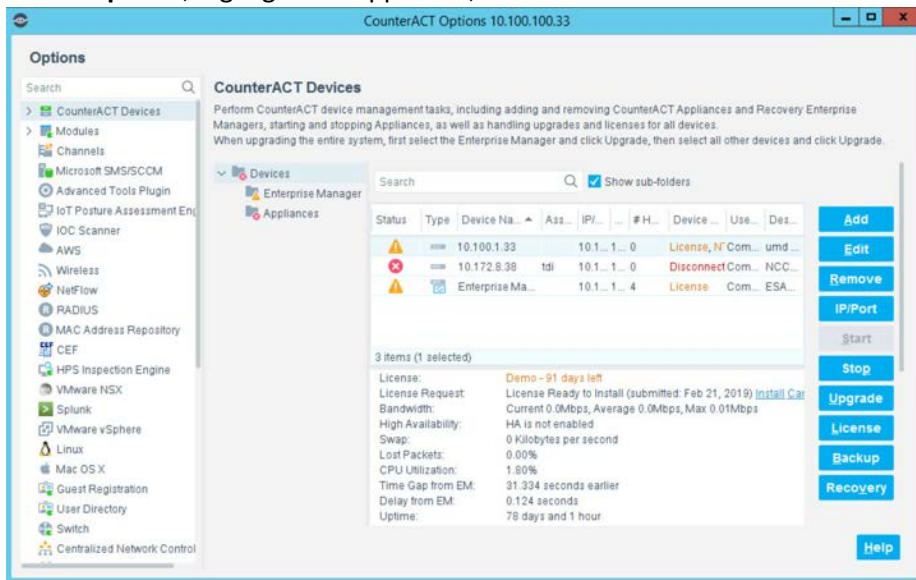 CounterACT Options 10.100.100.33
Options
Search
CounterACT Devices
Modules
Channels
Microsoft SMS/SCCM
Advanced Tools Plugin
IoT Posture Assessment Eng
IOC Scanner
AWS
Wireless
NetFlow
RADIUS
MAC Address Repository
CEF
HPS Inspection Engine
VMware NSX
Splunk
VMware vSphere
Linux
Mac OS X
Guest Registration
User Directory
Switch
Centralized Network Control
CounterACT Devices
Perform CounterACT device management tasks, including adding and removing CounterACT Appliances and Recovery Enterprise
Managers, starting and stopping Appliances, as well as handling upgrades and licenses for all devices.
When upgrading the entire system, first select the Enterprise Manager and click Upgrade, then select all other devices and click Upgrade.
Devices
Enterprise Manager
Appliances
Search Show sub-folders
Status Type Device Na... Ass... IP/... ... # H... Device ... Use... Des...
10.100.1.33 10.1... 1... 0 License, N Com... umd ...
10.172.8.38 tdi 10.1... 1... 0 Disconnect Com... NCC...
Enterprise Ma... 10.1... 1... 4 License Com... ESA...
3 items (1 selected)
License: Demo - 91 days left
License Request: License Ready to Install (submitted: Feb 21, 2019) Install Can
Bandwidth: Current 0.0Mbps, Average 0.0Mbps, Max 0.01Mbps
High Availability: HA is not enabled
Swap: 0 Kilobytes per second
Lost Packets: 0.00%
CPU Utilization: 1.80%
Time Gap from EM: 31.334 seconds earlier
Delay from EM: 0.124 seconds
Uptime: 78 days and 1 hour
Add
Edit
Remove
IP/Port
Start
Stop
Upgrade
License
Backup
Recovery
Help